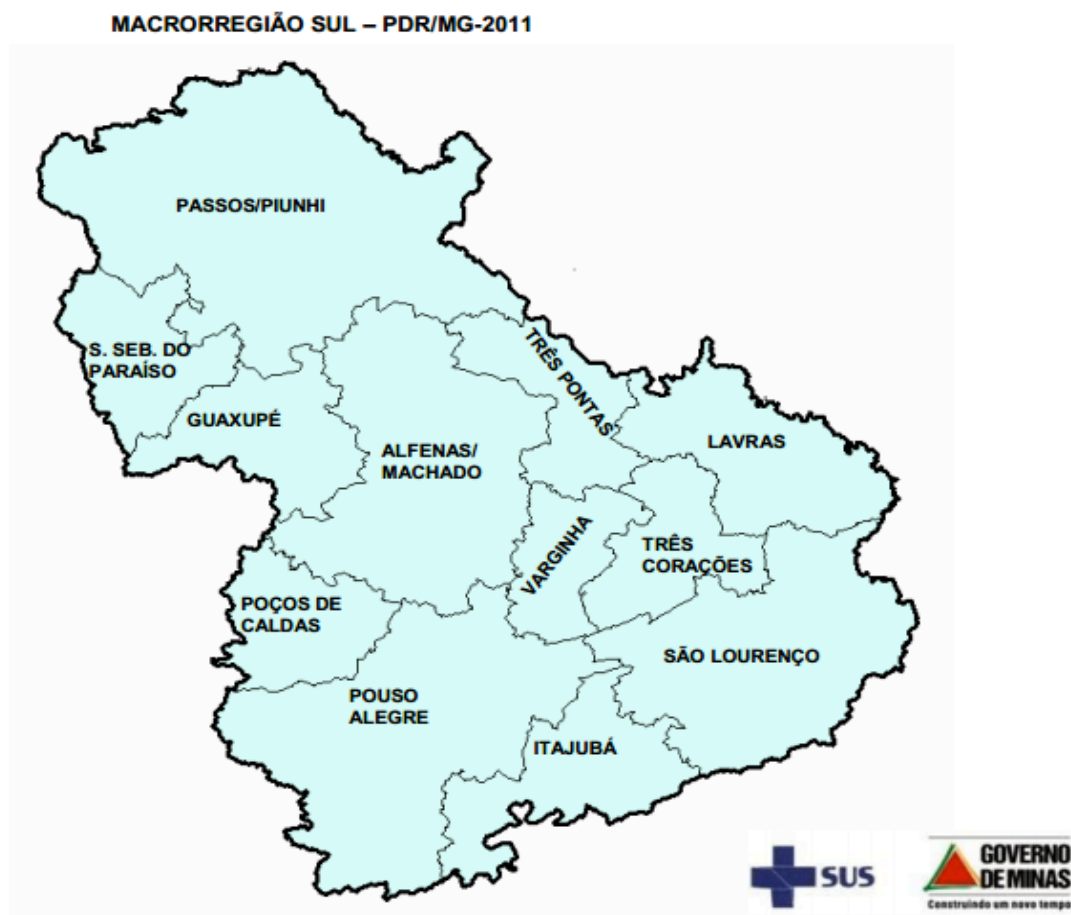 MACRORREGIÃO SUL – PDR/MG-2011
PASSOS/PIUNHI
S. SEB. DO
PARAÍSO
GUAXUPÉ
ALFENAS/
MACHADO
TRÊS PONTAS
LAVRAS
VARGINHA
TRÊS
CORAÇÕES
POÇOS DE
CALDAS
SÃO LOURENÇO
POUSO
ALEGRE
ITAJUBÁ
SUS
GOVERNO
DE MINAS
Construindo um novo tempo